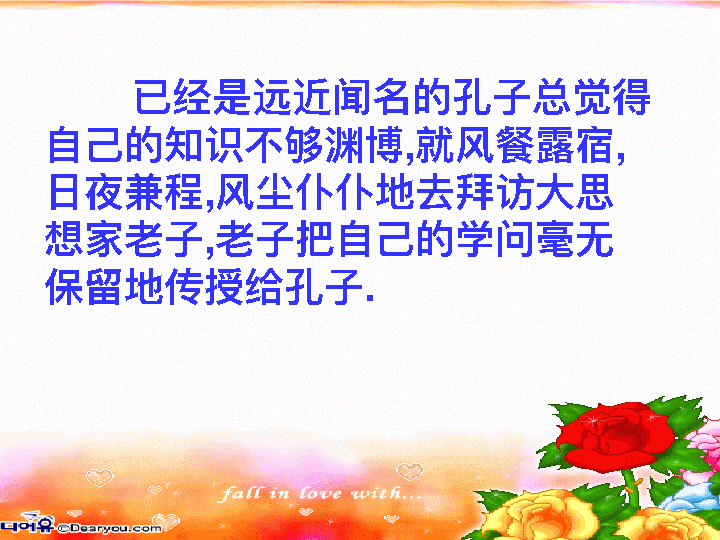 已经是远近闻名的孔子总觉得
自己的知识不够渊博,就风餐露宿,
日夜兼程,风尘仆仆地去拜访大思
想家老子,老子把自己的学问毫无
保留地传授给孔子.
fall in love with...
디어유 ©Dearyou.com